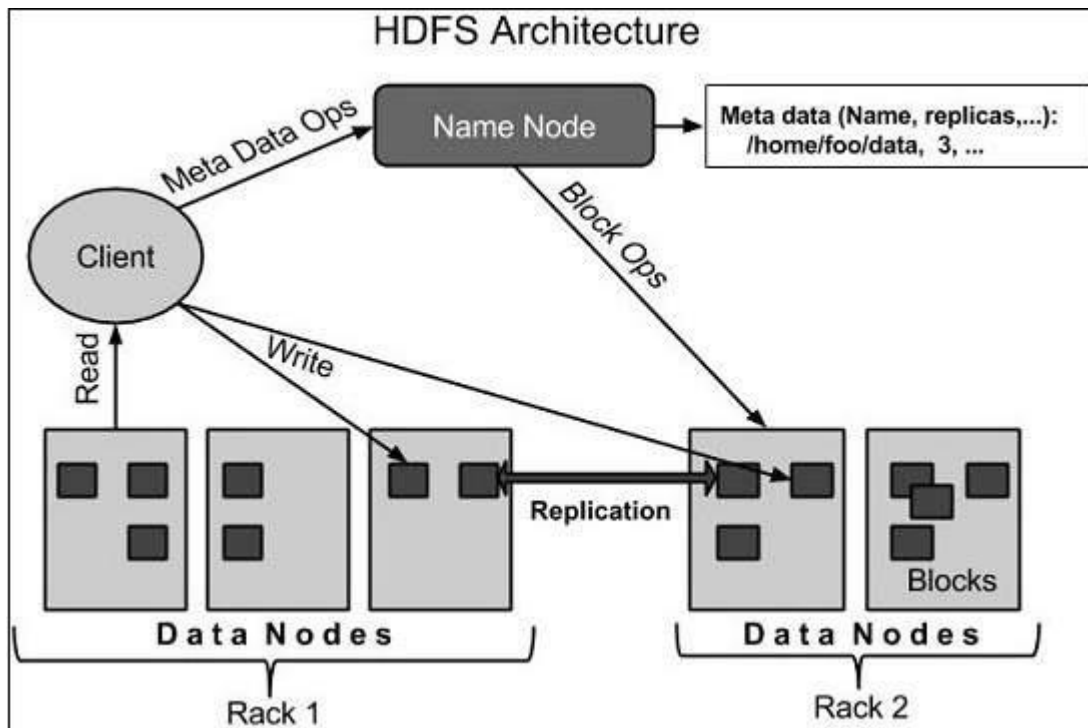 HDFS Architecture
Meta Data Ops
Name Node
Meta data (Name, replicas,...):
/home/foo/data, 3, ...
Client
Block Ops
Read
Write
Replication
Blocks
Data Nodes
Data Nodes
Rack 1
Rack 2